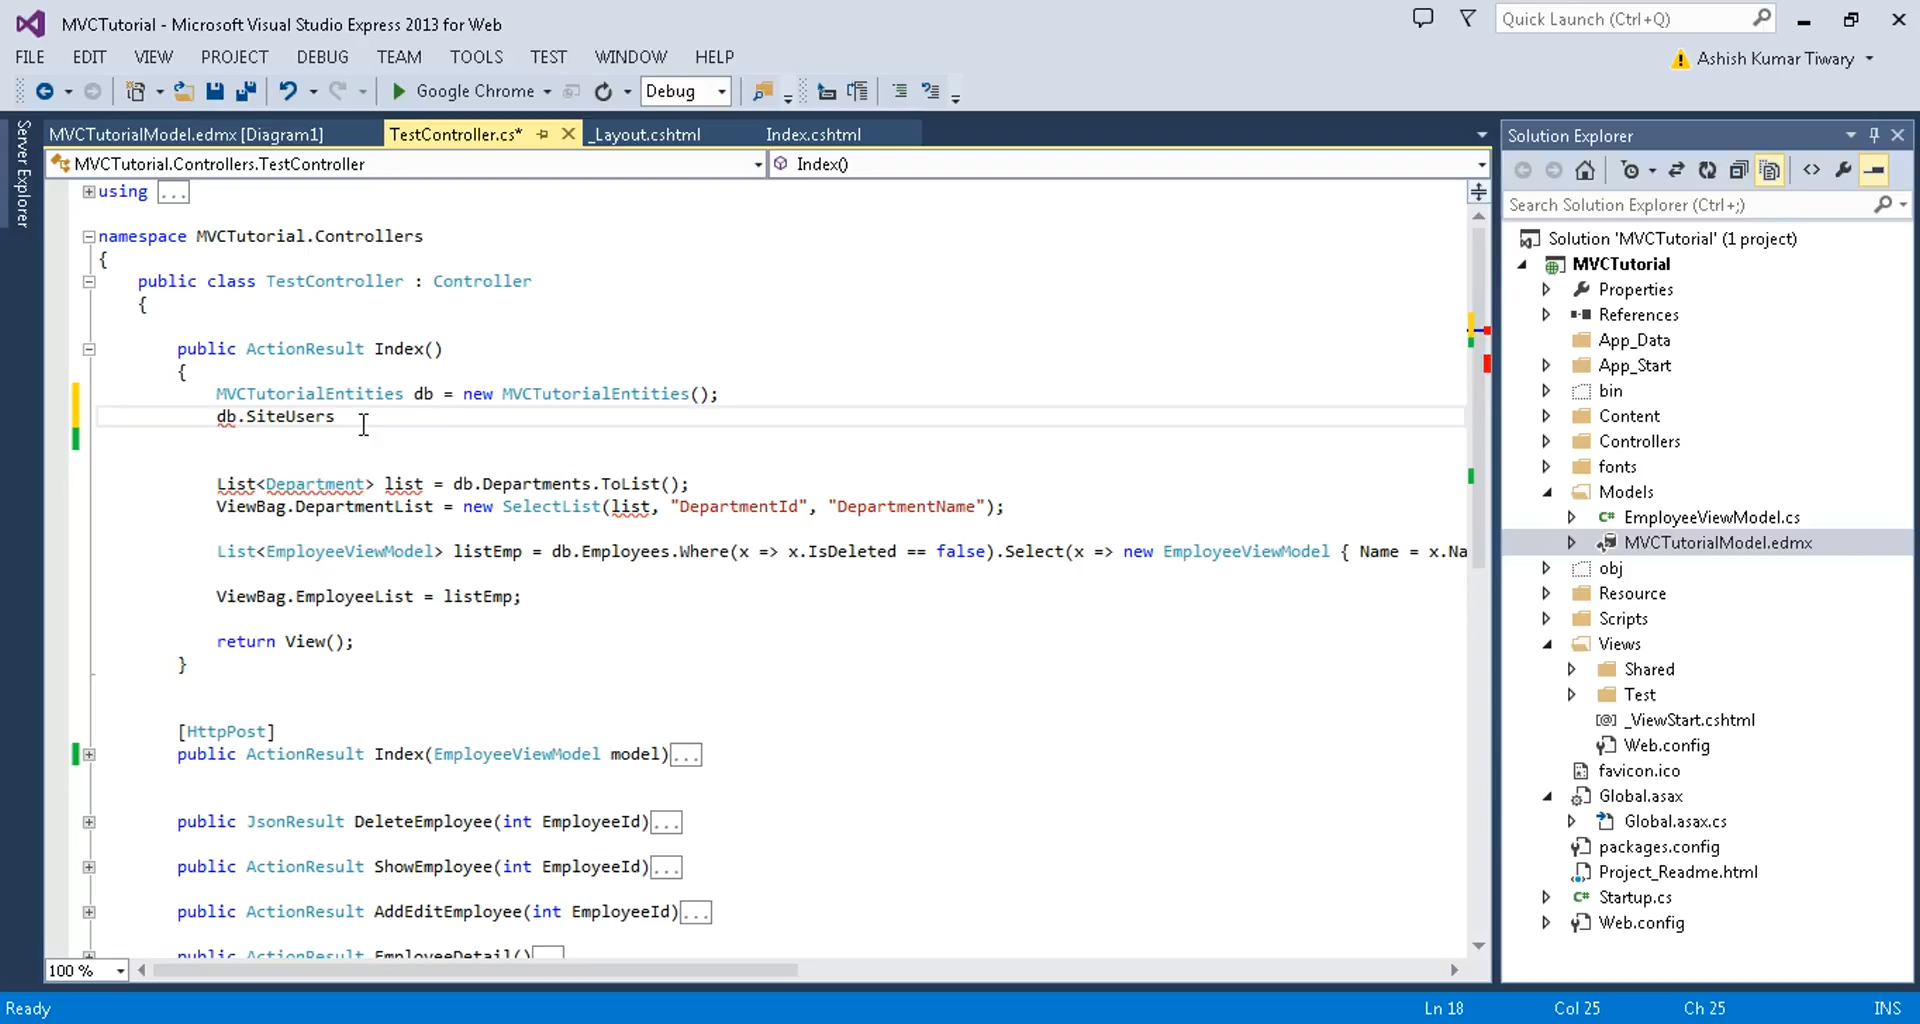 MVCTutorial - Microsoft Visual Studio Express 2013 for Web
Quick Launch (Ctrl+Q)
FILE EDIT VIEW PROJECT DEBUG TEAM TOOLS TEST WINDOW HELP
Ashish Kumar Tiwary
Google Chrome
Debug
Server Explorer
MVCTutorialModel.edmx [Diagram1]
TestController.cs*
_Layout.cshtml
Index.cshtml
MVCTutorial.Controllers.TestController
Index()
using ...
namespace MVCTutorial.Controllers
{
public class TestController : Controller
{
public ActionResult Index()
{
MVCTutorialEntities db = new MVCTutorialEntities();
db.SiteUsers
List<Department> list = db.Departments.ToList();
ViewBag.DepartmentList = new SelectList(list, "DepartmentId", "DepartmentName");
List<EmployeeViewModel> listEmp = db.Employees.Where(x => x.IsDeleted == false).Select(x => new EmployeeViewModel { Name = x.Na
ViewBag.EmployeeList = listEmp;
return View();
}
[HttpPost]
public ActionResult Index(EmployeeViewModel model)...
public JsonResult DeleteEmployee(int EmployeeId)...
public ActionResult ShowEmployee(int EmployeeId)...
public ActionResult AddEditEmployee(int EmployeeId)...
public ActionResult EmployeeDetail()...
100 %
Solution Explorer
Search Solution Explorer (Ctrl+;)
Solution 'MVCTutorial' (1 project)
MVCTutorial
Properties
References
App_Data
App_Start
bin
Content
Controllers
fonts
Models
EmployeeViewModel.cs
MVCTutorialModel.edmx
obj
Resource
Scripts
Views
Shared
Test
_ViewStart.cshtml
Web.config
favicon.ico
Global.asax
Global.asax.cs
packages.config
Project_Readme.html
Startup.cs
Web.config
Ready
Ln 18
Col 25
Ch 25
INS